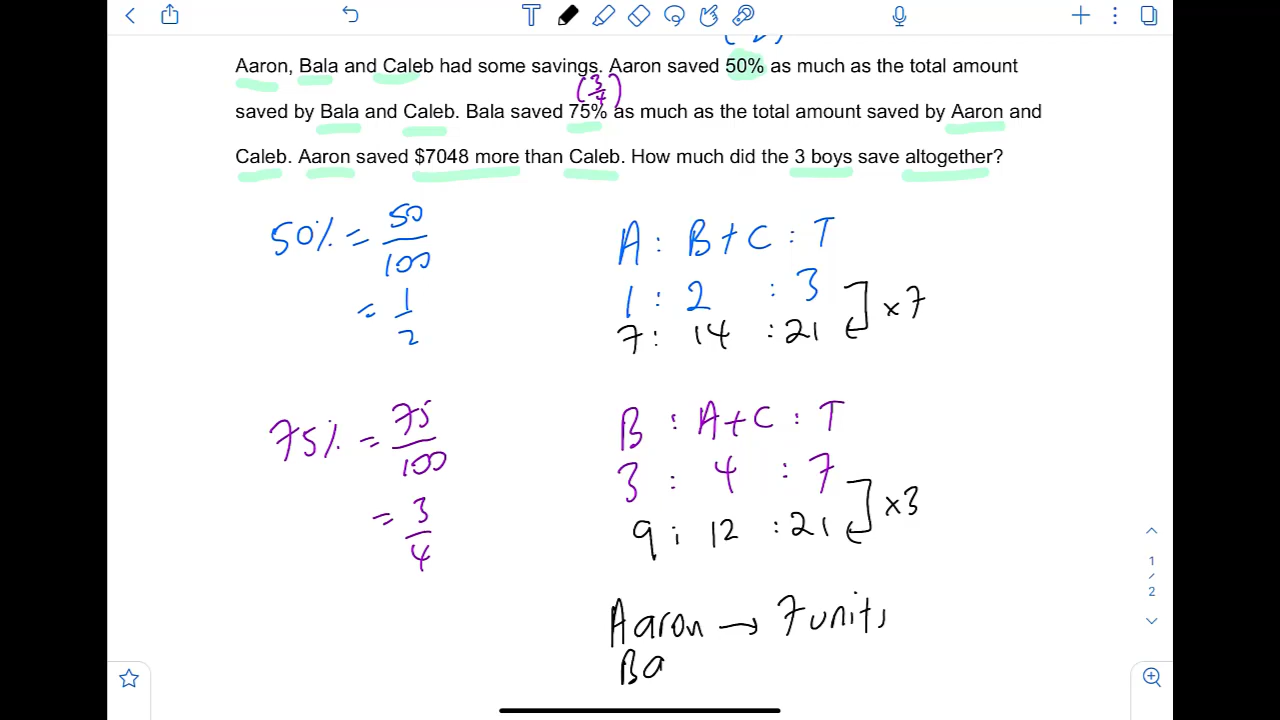 Aaron, Bala and Caleb had some savings. Aaron saved 50% as much as the total amount
(3/4)
saved by Bala and Caleb. Bala saved 75% as much as the total amount saved by Aaron and
Caleb. Aaron saved $7048 more than Caleb. How much did the 3 boys save altogether?
50% = 50/100
= 1/2
A : B+C : T
1 : 2 : 3
7 : 14 : 21
×7
75% = 75/100
= 3/4
B : A+C : T
3 : 4 : 7
9 : 12 : 21
×3
Aaron → 7 units
Ba
1
/
2